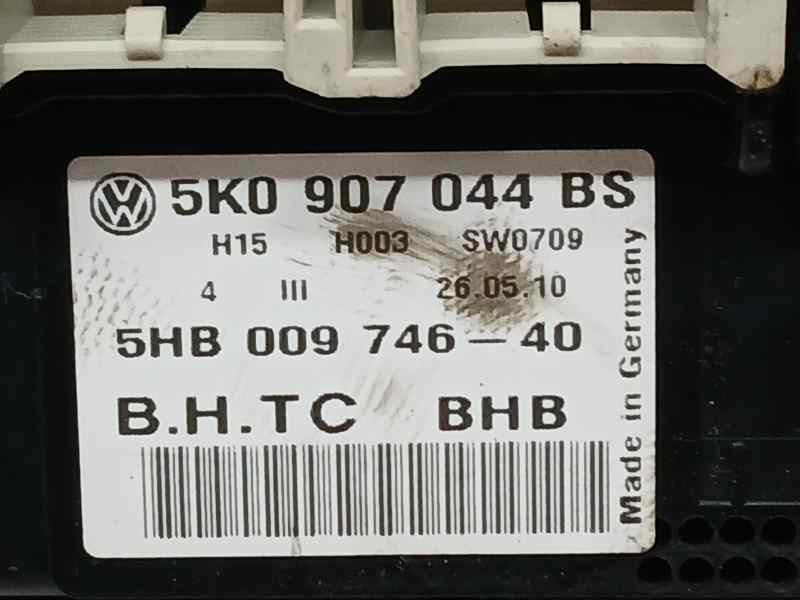 VW 5K0 907 044 BS
H15 H003 SW0709
4 III 26.05.10
5HB 009 746-40
B.H.TC BHB
Made in Germany